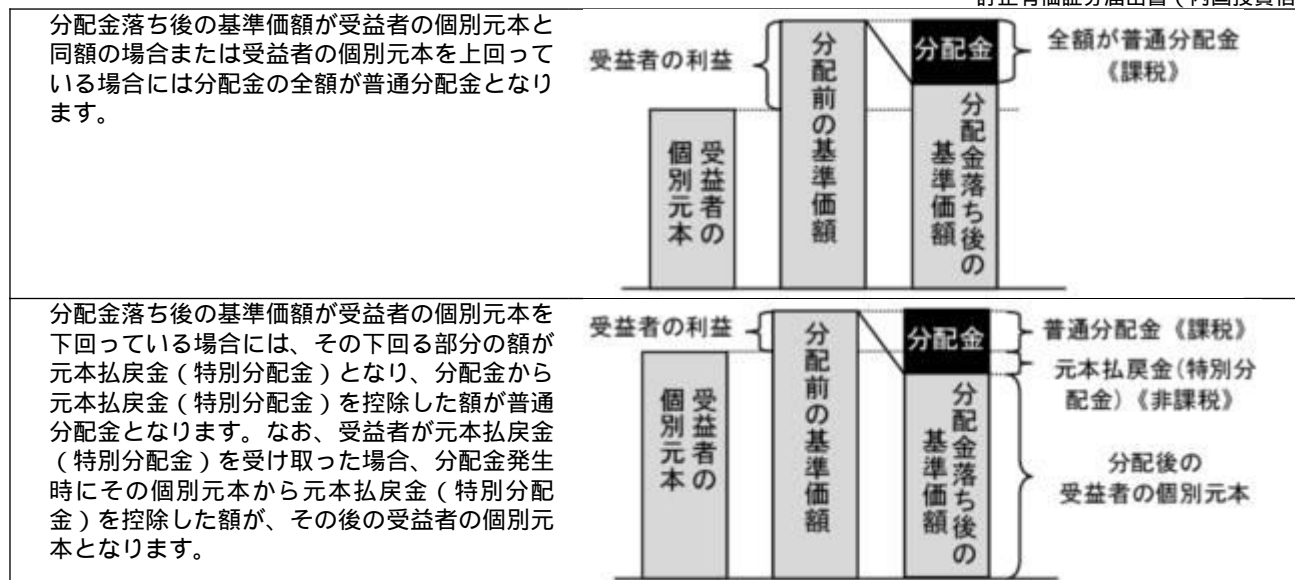 訂正有価証券届出書（内国投資信
分配金落ち後の基準価額が受益者の個別元本と
同額の場合または受益者の個別元本を上回って
いる場合には分配金の全額が普通分配金となり
ます。
受益者の利益
受益者の
個別元本
分配前の基準価額
分配金
分配金落ち後の
基準価額
全額が普通分配金
《課税》
分配金落ち後の基準価額が受益者の個別元本を
下回っている場合には、その下回る部分の額が
元本払戻金（特別分配金）となり、分配金から
元本払戻金（特別分配金）を控除した額が普通
分配金となります。なお、受益者が元本払戻金
（特別分配金）を受け取った場合、分配金発生
時にその個別元本から元本払戻金（特別分配
金）を控除した額が、その後の受益者の個別元
本となります。
受益者の利益
受益者の
個別元本
分配前の基準価額
分配金
分配金落ち後の
基準価額
普通分配金《課税》
元本払戻金(特別分
配金)《非課税》
分配後の
受益者の個別元本